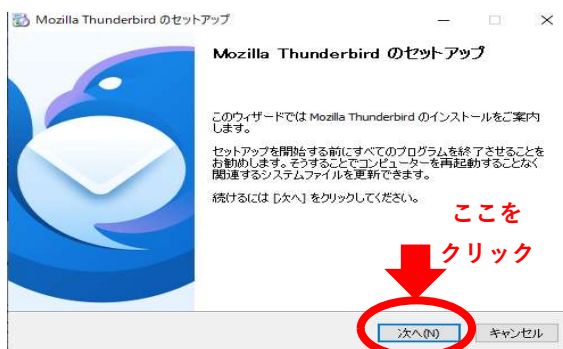 Mozilla Thunderbird のセットアップ
Mozilla Thunderbird のセットアップ
このウィザードでは Mozilla Thunderbird のインストールをご案内
します。
セットアップを開始する前にすべてのプログラムを終了させることを
お勧めします。そうすることでコンピューターを再起動することなく
関連するシステムファイルを更新できます。
続けるには [次へ] をクリックしてください。
ここを
クリック
次へ(N)
キャンセル